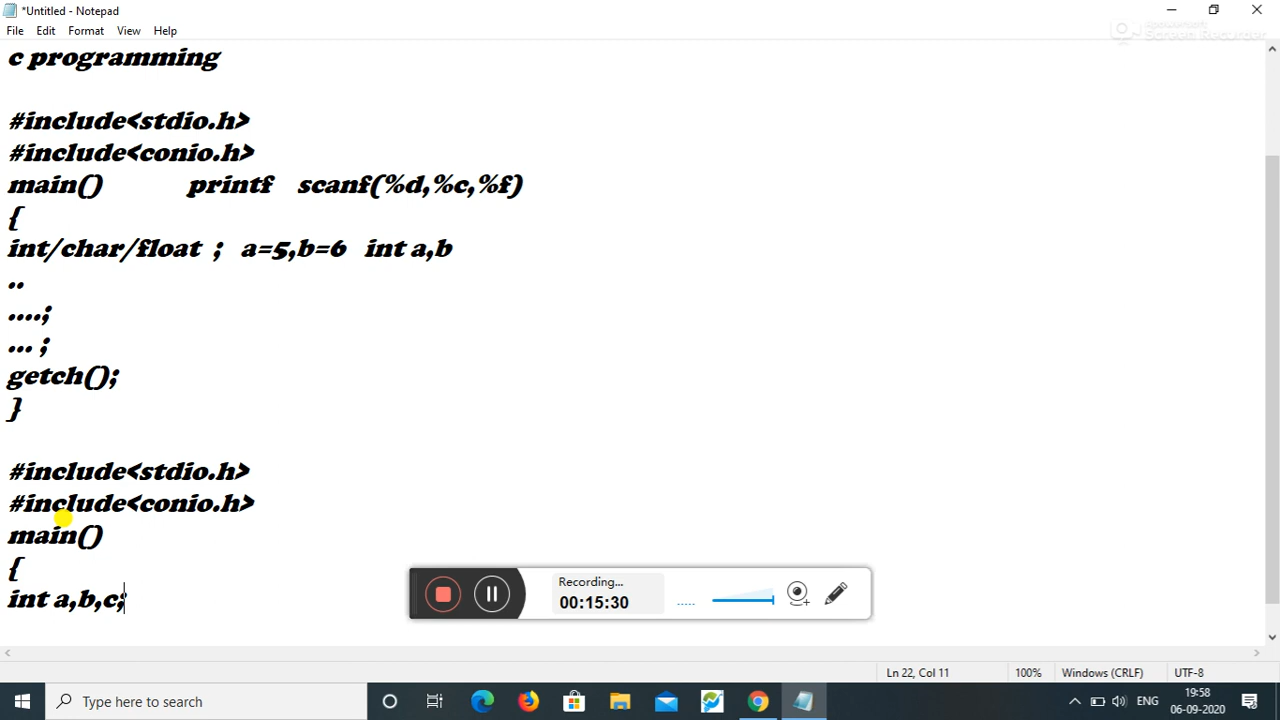 *Untitled - Notepad
File Edit Format View Help
Screen Recorder
c programming
#include<stdio.h>
#include<conio.h>
main() printf scanf(%d,%c,%f)
{
int/char/float ; a=5,b=6 int a,b
..
....;
... ;
getch();
}
#include<stdio.h>
#include<conio.h>
main()
{
int a,b,c;
Recording...
00:15:30
Ln 22, Col 11 100% Windows (CRLF) UTF-8
Type here to search
ENG
19:58
06-09-2020